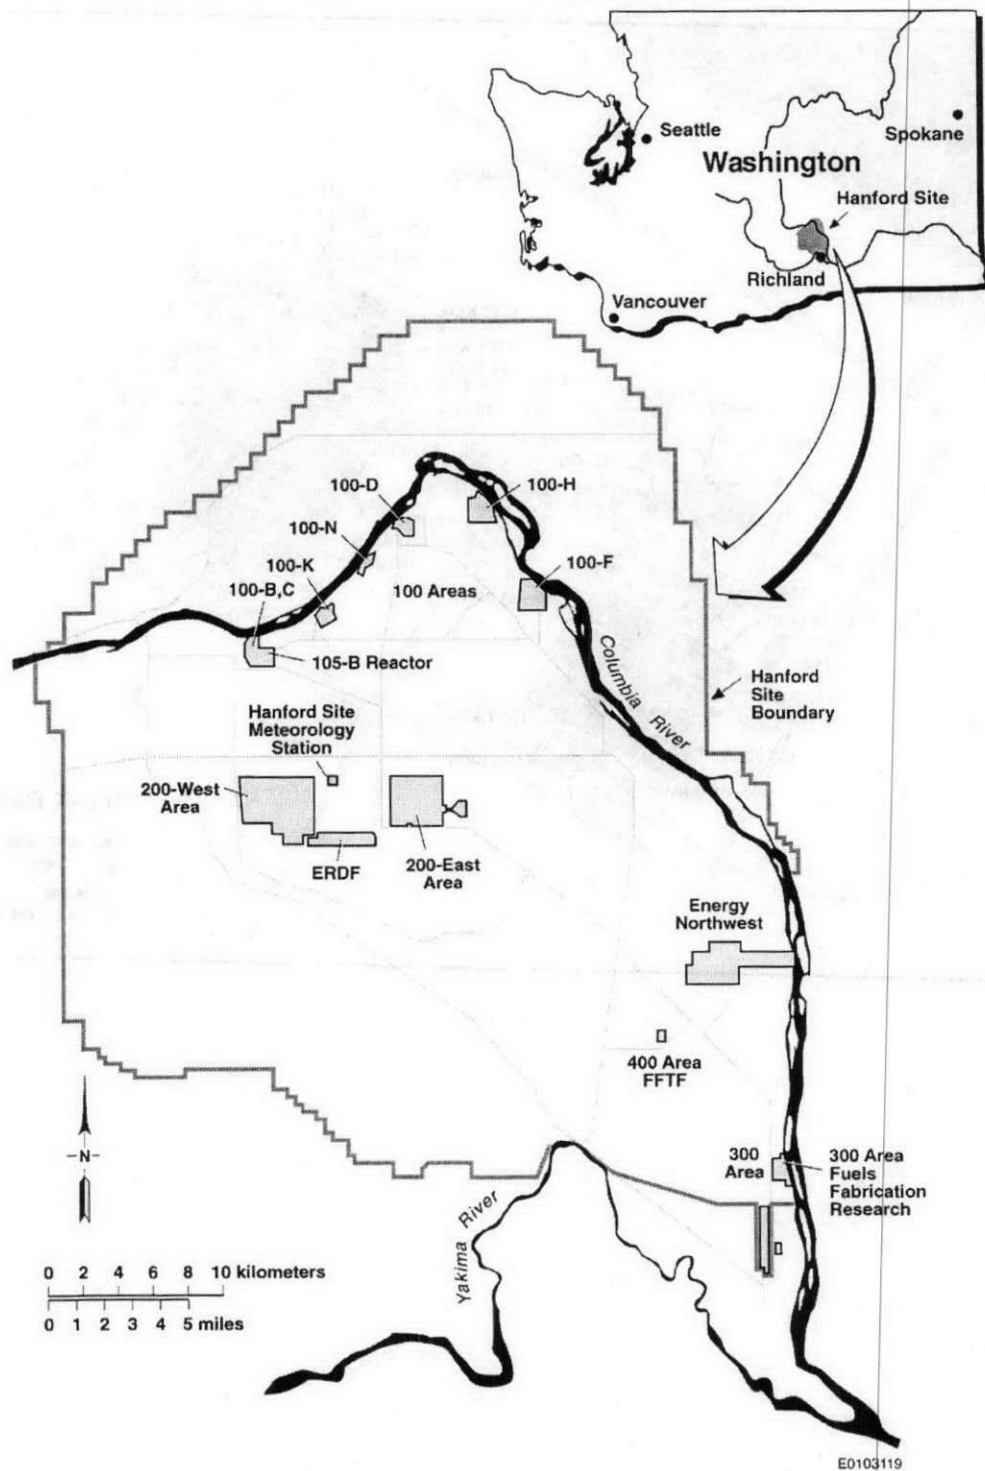 Seattle
Spokane
Washington
Hanford Site
Richland
Vancouver
100-D
100-H
100-N
100-K
100-F
100-B,C
100 Areas
105-B Reactor
Columbia River
Hanford
Site
Boundary
Hanford Site
Meteorology
Station
200-West
Area
ERDF
200-East
Area
Energy
Northwest
400 Area
FFTF
N
300
Area
300 Area
Fuels
Fabrication
Research
Yakima River
0 2 4 6 8 10 kilometers
0 1 2 3 4 5 miles
E0103119